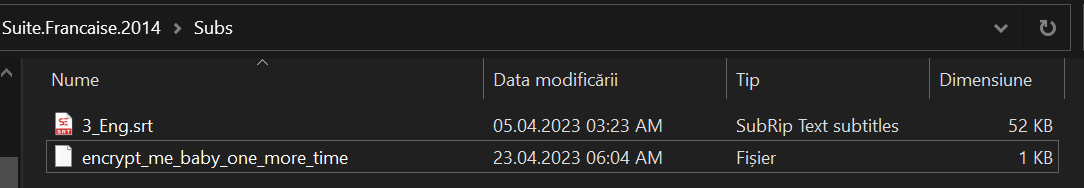 Suite.Francaise.2014 > Subs
Nume Data modificării Tip Dimensiune
3_Eng.srt 05.04.2023 03:23 AM SubRip Text subtitles 52 KB
encrypt_me_baby_one_more_time 23.04.2023 06:04 AM Fișier 1 KB